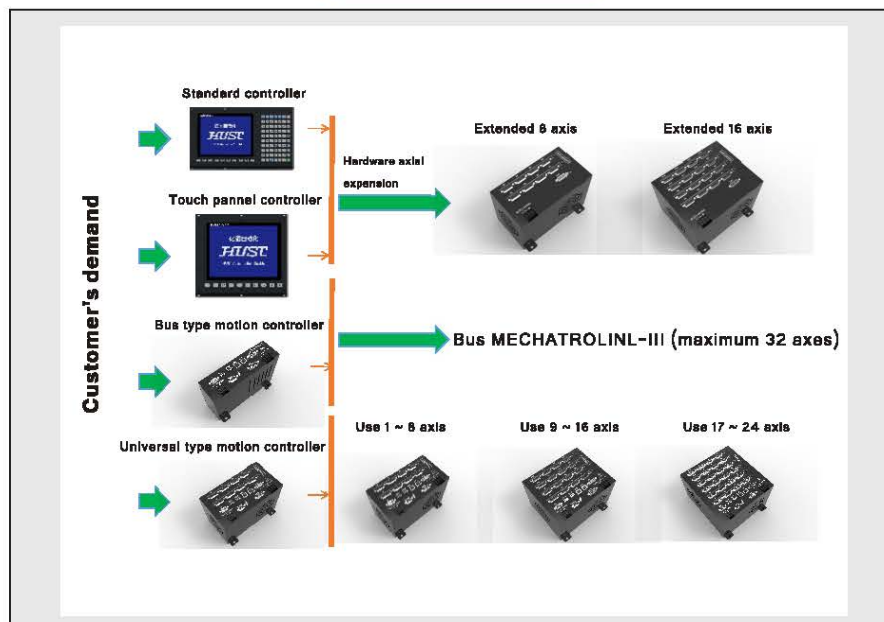 Customer's demand
Standard controller
HUST
Touch pannel controller
HUST
Hardware axial
expansion
Extended 8 axis
Extended 16 axis
Bus type motion controller
Bus MECHATROLINL-III (maximum 32 axes)
Universal type motion controller
Use 1 ~ 8 axis
Use 9 ~ 16 axis
Use 17 ~ 24 axis